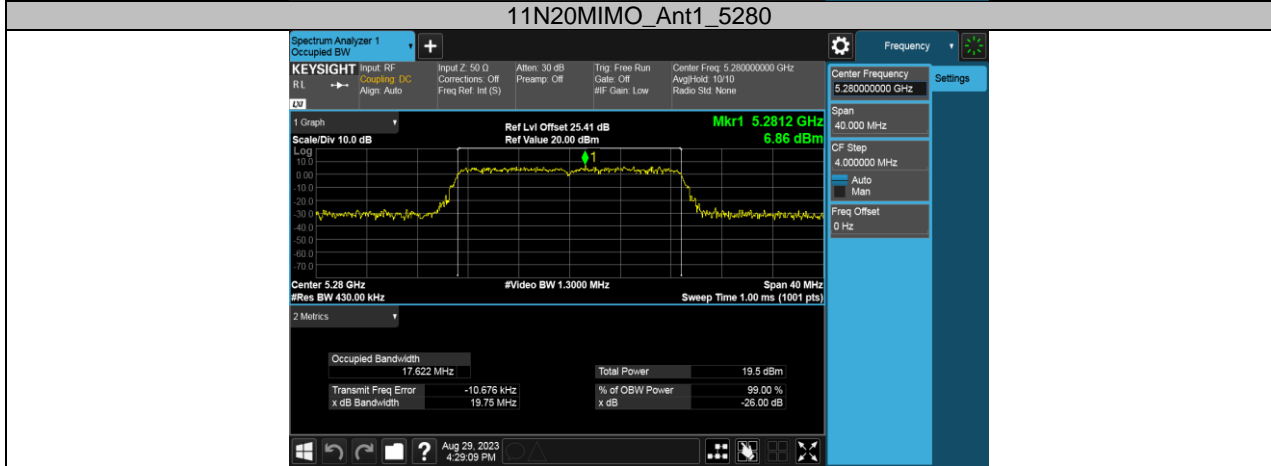 11N20MIMO_Ant1_5280
Spectrum Analyzer 1
Occupied BW
+
Frequency
KEYSIGHT
RL
Input: RF
Coupling: DC
Align: Auto
Input Z: 50 Ω
Corrections: Off
Freq Ref: Int (S)
Atten: 30 dB
Preamp: Off
Trig: Free Run
Gate: Off
#IF Gain: Low
Center Freq: 5.280000000 GHz
Avg|Hold: 10/10
Radio Std: None
LXI
Center Frequency
5.280000000 GHz
Settings
Span
40.000 MHz
CF Step
4.000000 MHz
Auto
Man
Freq Offset
0 Hz
1 Graph
Scale/Div 10.0 dB
Ref Lvl Offset 25.41 dB
Ref Value 20.00 dBm
Mkr1 5.2812 GHz
6.86 dBm
Log
10.0
0.00
-10.0
-20.0
-30.0
-40.0
-50.0
-60.0
-70.0
1
Center 5.28 GHz
#Video BW 1.3000 MHz
Span 40 MHz
#Res BW 430.00 kHz
Sweep Time 1.00 ms (1001 pts)
2 Metrics
Occupied Bandwidth
17.622 MHz
Total Power 19.5 dBm
Transmit Freq Error -10.676 kHz
% of OBW Power 99.00 %
x dB Bandwidth 19.75 MHz
x dB -26.00 dB
?
Aug 29, 2023
4:29:09 PM